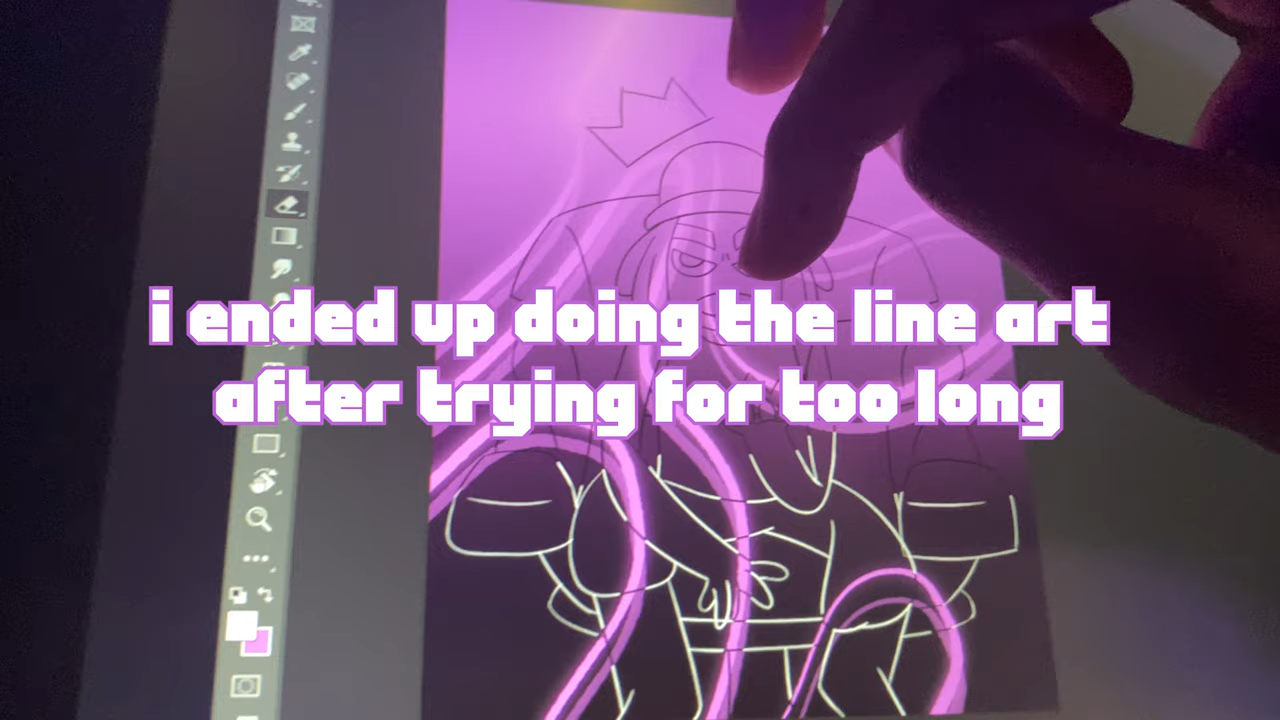 i ended up doing the line art
after trying for too long